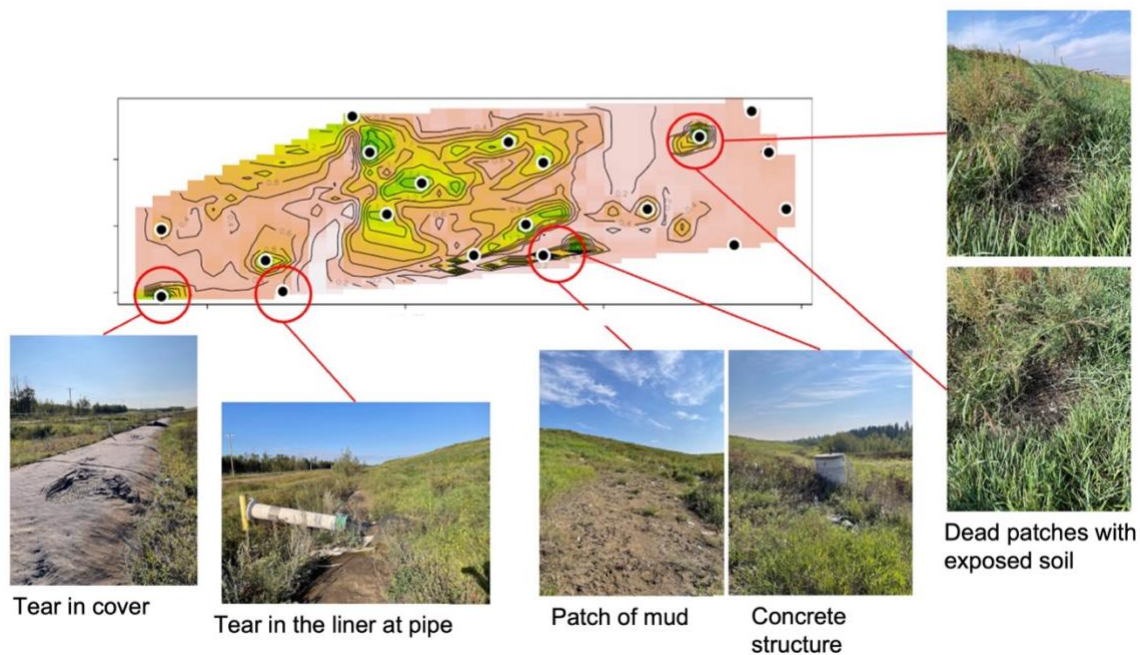 Dead patches with
exposed soil
Tear in cover
Tear in the liner at pipe
Patch of mud
Concrete
structure